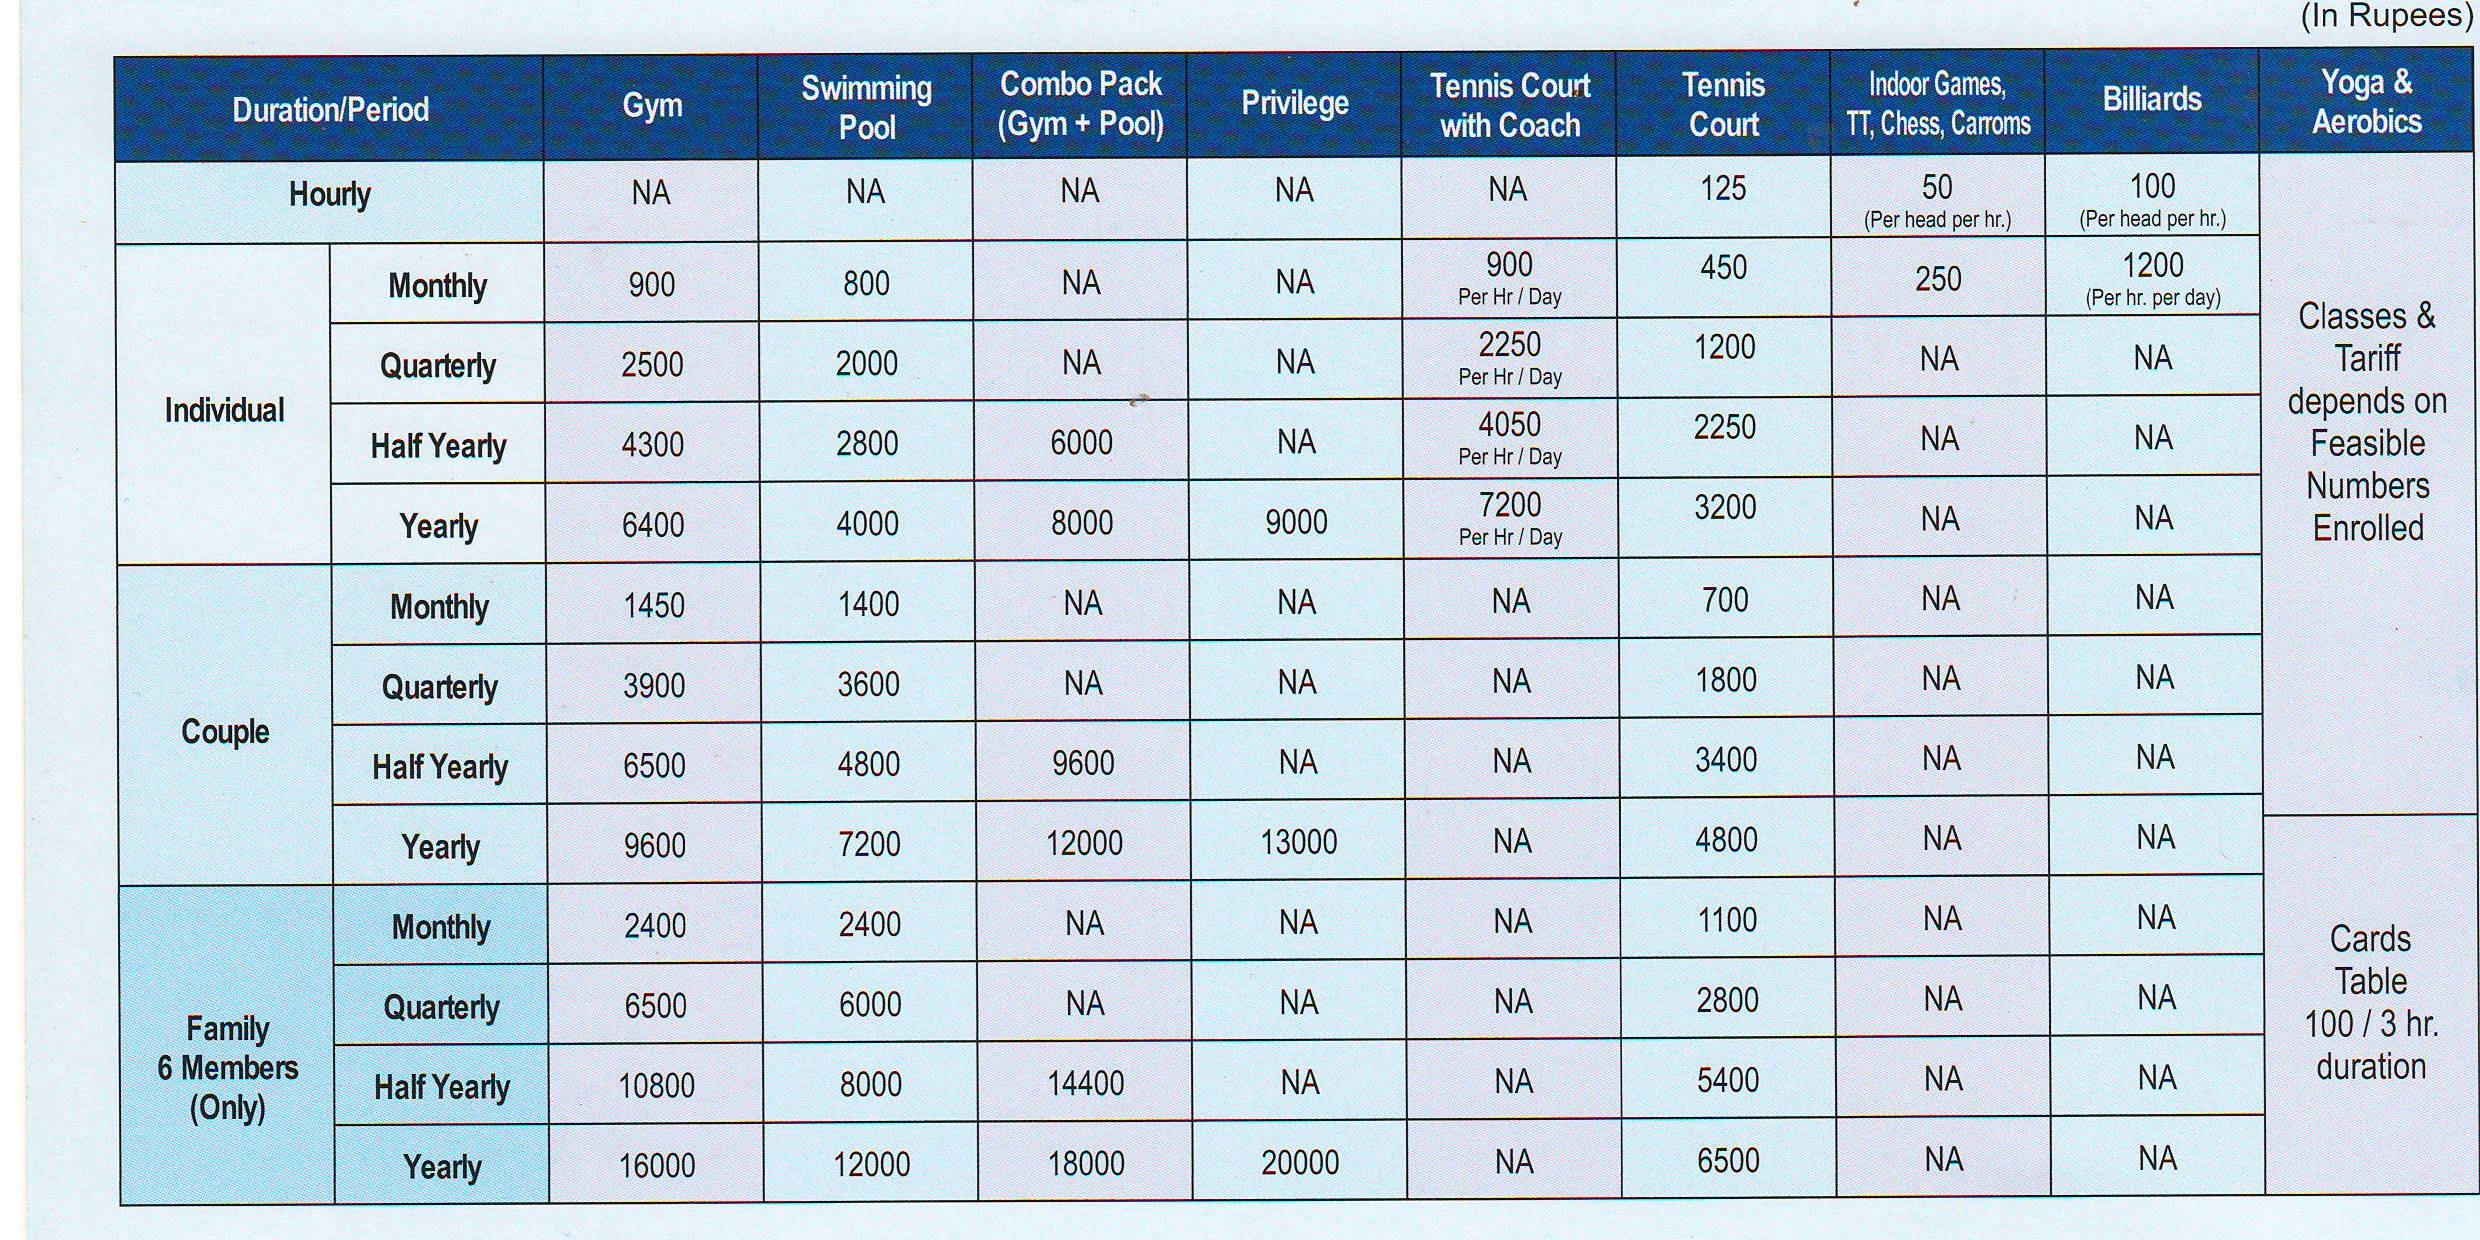 (In Rupees)
Duration/Period Gym Swimming Pool Combo Pack (Gym + Pool) Privilege Tennis Court with Coach Tennis Court Indoor Games, TT, Chess, Carroms Billiards Yoga & Aerobics
Hourly NA NA NA NA NA 125 50 (Per head per hr.) 100 (Per head per hr.)
Individual
Monthly 900 800 NA NA 900 Per Hr / Day 450 250 1200 (Per hr. per day)
Quarterly 2500 2000 NA NA 2250 Per Hr / Day 1200 NA NA
Half Yearly 4300 2800 6000 NA 4050 Per Hr / Day 2250 NA NA
Yearly 6400 4000 8000 9000 7200 Per Hr / Day 3200 NA NA
Couple
Monthly 1450 1400 NA NA NA 700 NA NA
Quarterly 3900 3600 NA NA NA 1800 NA NA
Half Yearly 6500 4800 9600 NA NA 3400 NA NA
Yearly 9600 7200 12000 13000 NA 4800 NA NA
Family
6 Members
(Only)
Monthly 2400 2400 NA NA NA 1100 NA NA
Quarterly 6500 6000 NA NA NA 2800 NA NA
Half Yearly 10800 8000 14400 NA NA 5400 NA NA
Yearly 16000 12000 18000 20000 NA 6500 NA NA
Classes &
Tariff
depends on
Feasible
Numbers
Enrolled
Cards
Table
100 / 3 hr.
duration